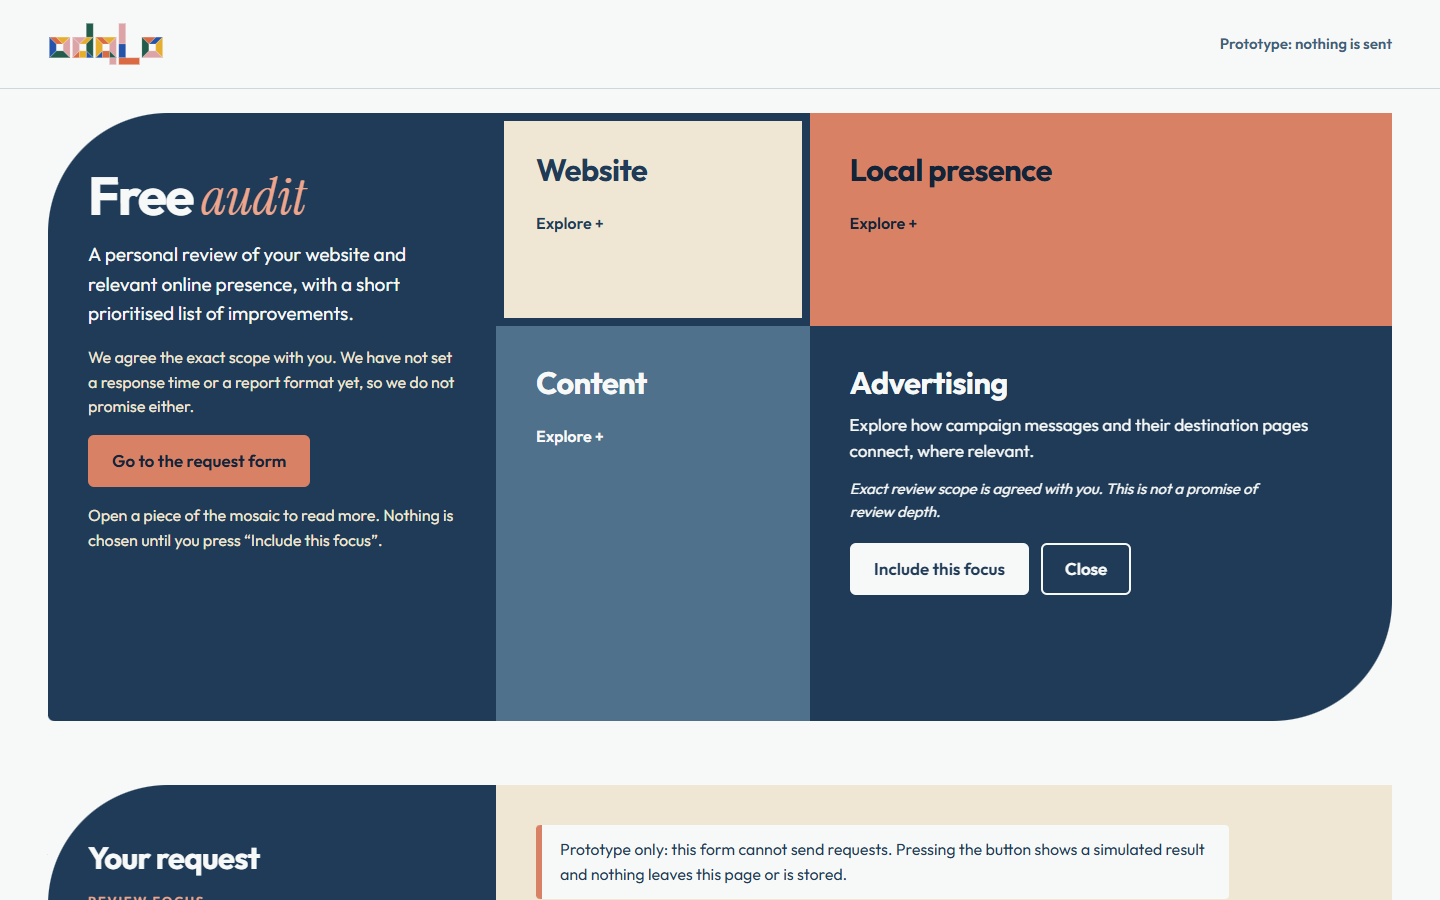 odqLo
Prototype: nothing is sent
Free audit
A personal review of your website and
relevant online presence, with a short
prioritised list of improvements.
We agree the exact scope with you. We have not set
a response time or a report format yet, so we do not
promise either.
Go to the request form
Open a piece of the mosaic to read more. Nothing is
chosen until you press “Include this focus”.
Website
Explore +
Local presence
Explore +
Content
Explore +
Advertising
Explore how campaign messages and their destination pages
connect, where relevant.
Exact review scope is agreed with you. This is not a promise of
review depth.
Include this focus
Close
Your request
REVIEW FOCUS
Prototype only: this form cannot send requests. Pressing the button shows a simulated result
and nothing leaves this page or is stored.